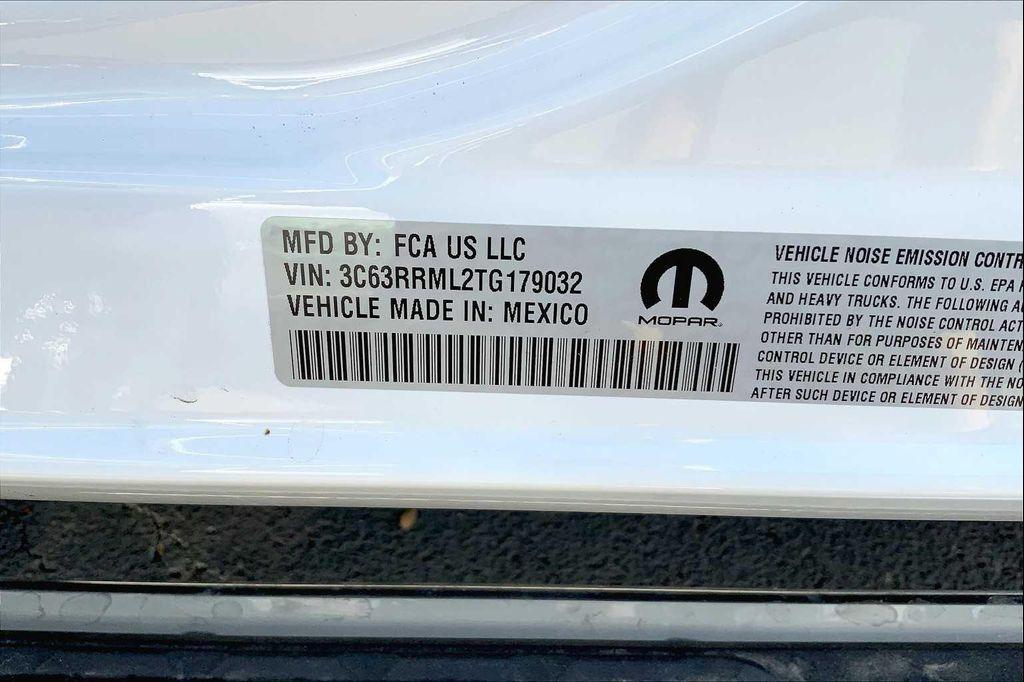 MFD BY: FCA US LLC
VIN: 3C63RRML2TG179032
VEHICLE MADE IN: MEXICO
MOPAR
VEHICLE NOISE EMISSION CONTR
THIS VEHICLE CONFORMS TO U.S. EPA
AND HEAVY TRUCKS. THE FOLLOWING
PROHIBITED BY THE NOISE CONTROL ACT
OTHER THAN FOR PURPOSES OF MAINTEN
CONTROL DEVICE OR ELEMENT OF DESIGN (
THIS VEHICLE IN COMPLIANCE WITH THE NO
AFTER SUCH DEVICE OR ELEMENT OF DESIGN